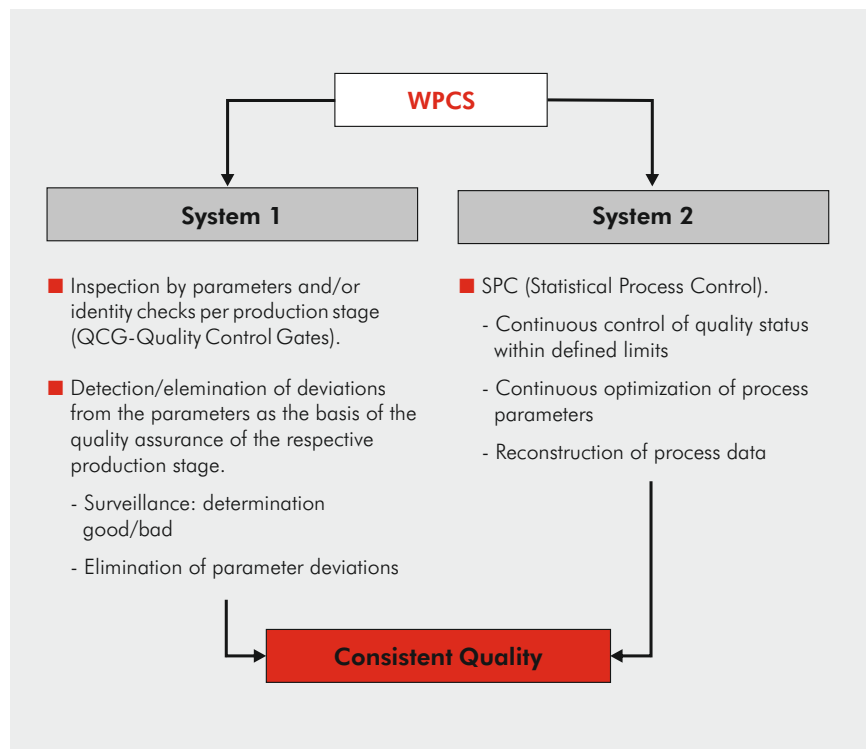 WPCS
System 1
■ Inspection by parameters and/or
identity checks per production stage
(QCG-Quality Control Gates).
■ Detection/elemination of deviations
from the parameters as the basis of the
quality assurance of the respective
production stage.
- Surveillance: determination
good/bad
- Elimination of parameter deviations
System 2
■ SPC (Statistical Process Control).
- Continuous control of quality status
within defined limits
- Continuous optimization of process
parameters
- Reconstruction of process data
Consistent Quality